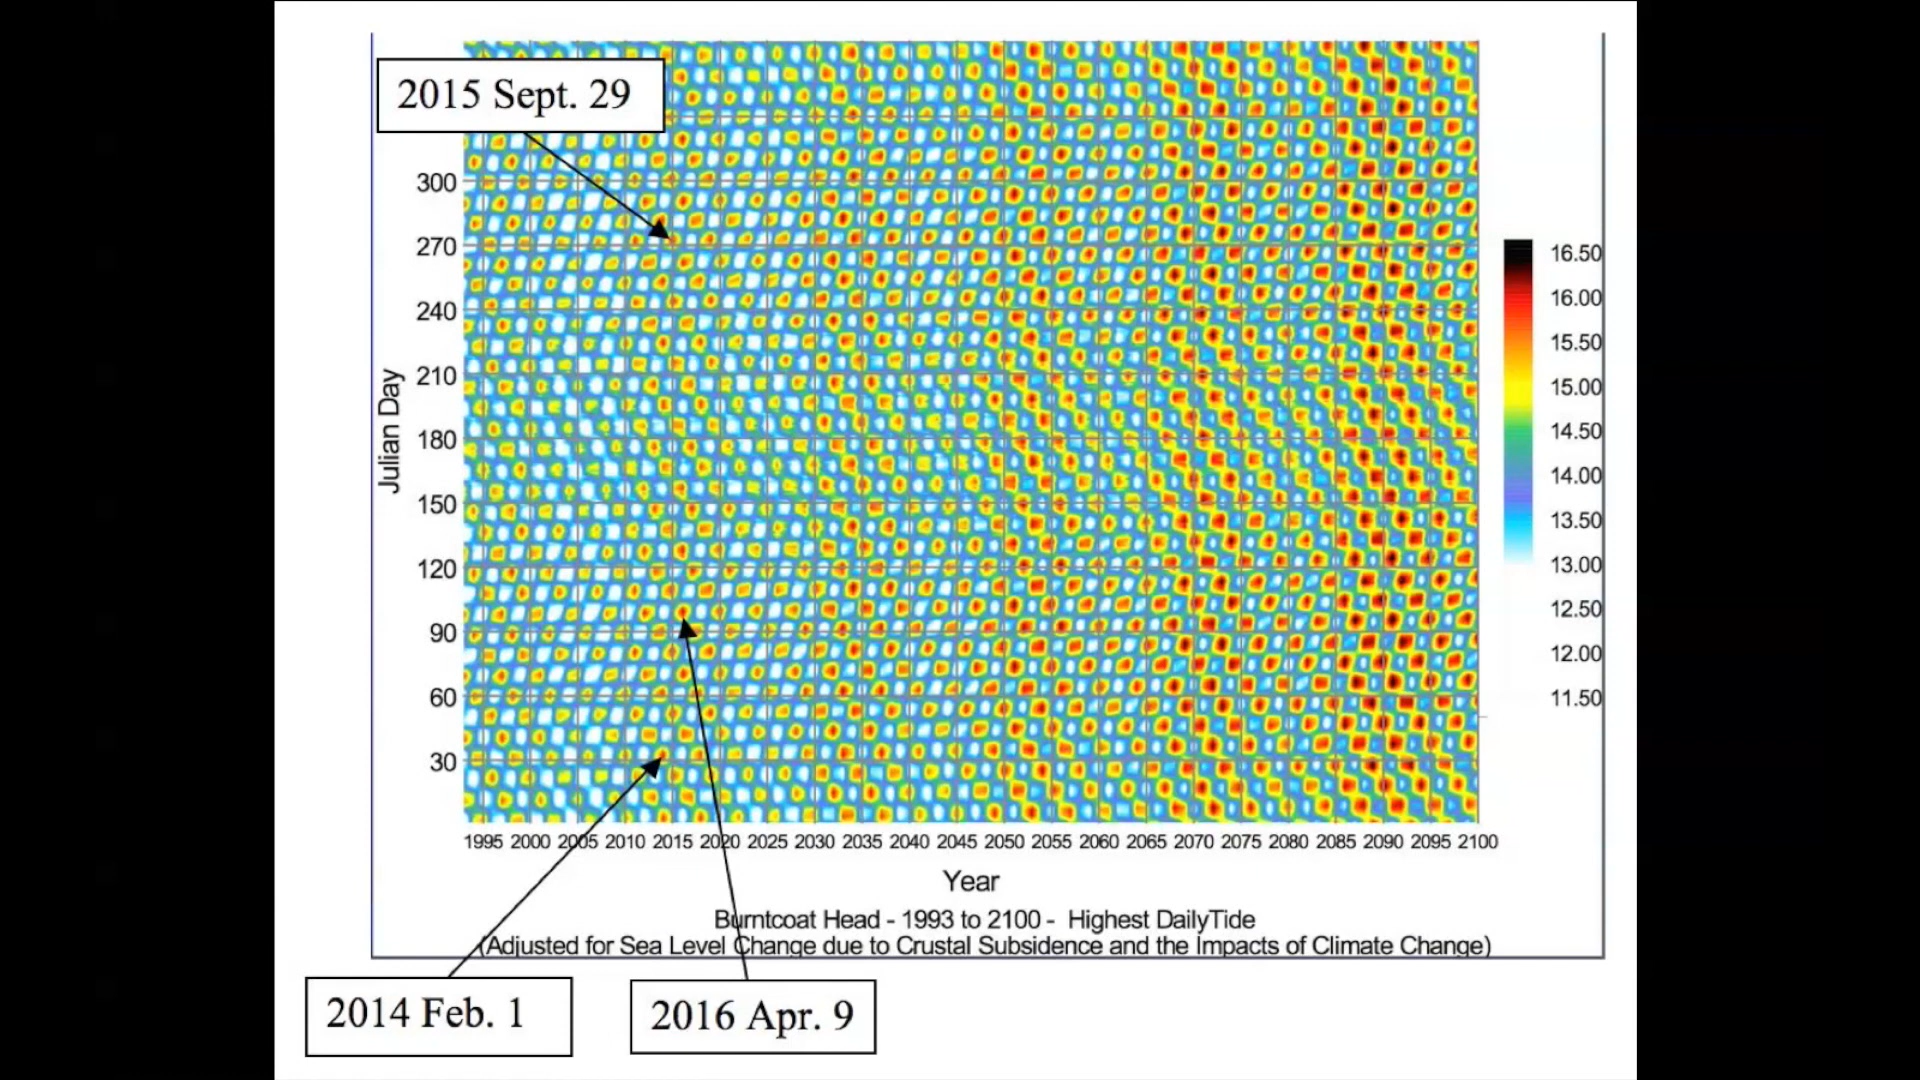 2015 Sept. 29
300
270
240
210
180
150
120
90
60
30
Julian Day
16.50
16.00
15.50
15.00
14.50
14.00
13.50
13.00
12.50
12.00
11.50
1995 2000 2005 2010 2015 2020 2025 2030 2035 2040 2045 2050 2055 2060 2065 2070 2075 2080 2085 2090 2095 2100
Year
Burntcoat Head - 1993 to 2100 - Highest DailyTide
(Adjusted for Sea Level Change due to Crustal Subsidence and the Impacts of Climate Change)
2014 Feb. 1
2016 Apr. 9